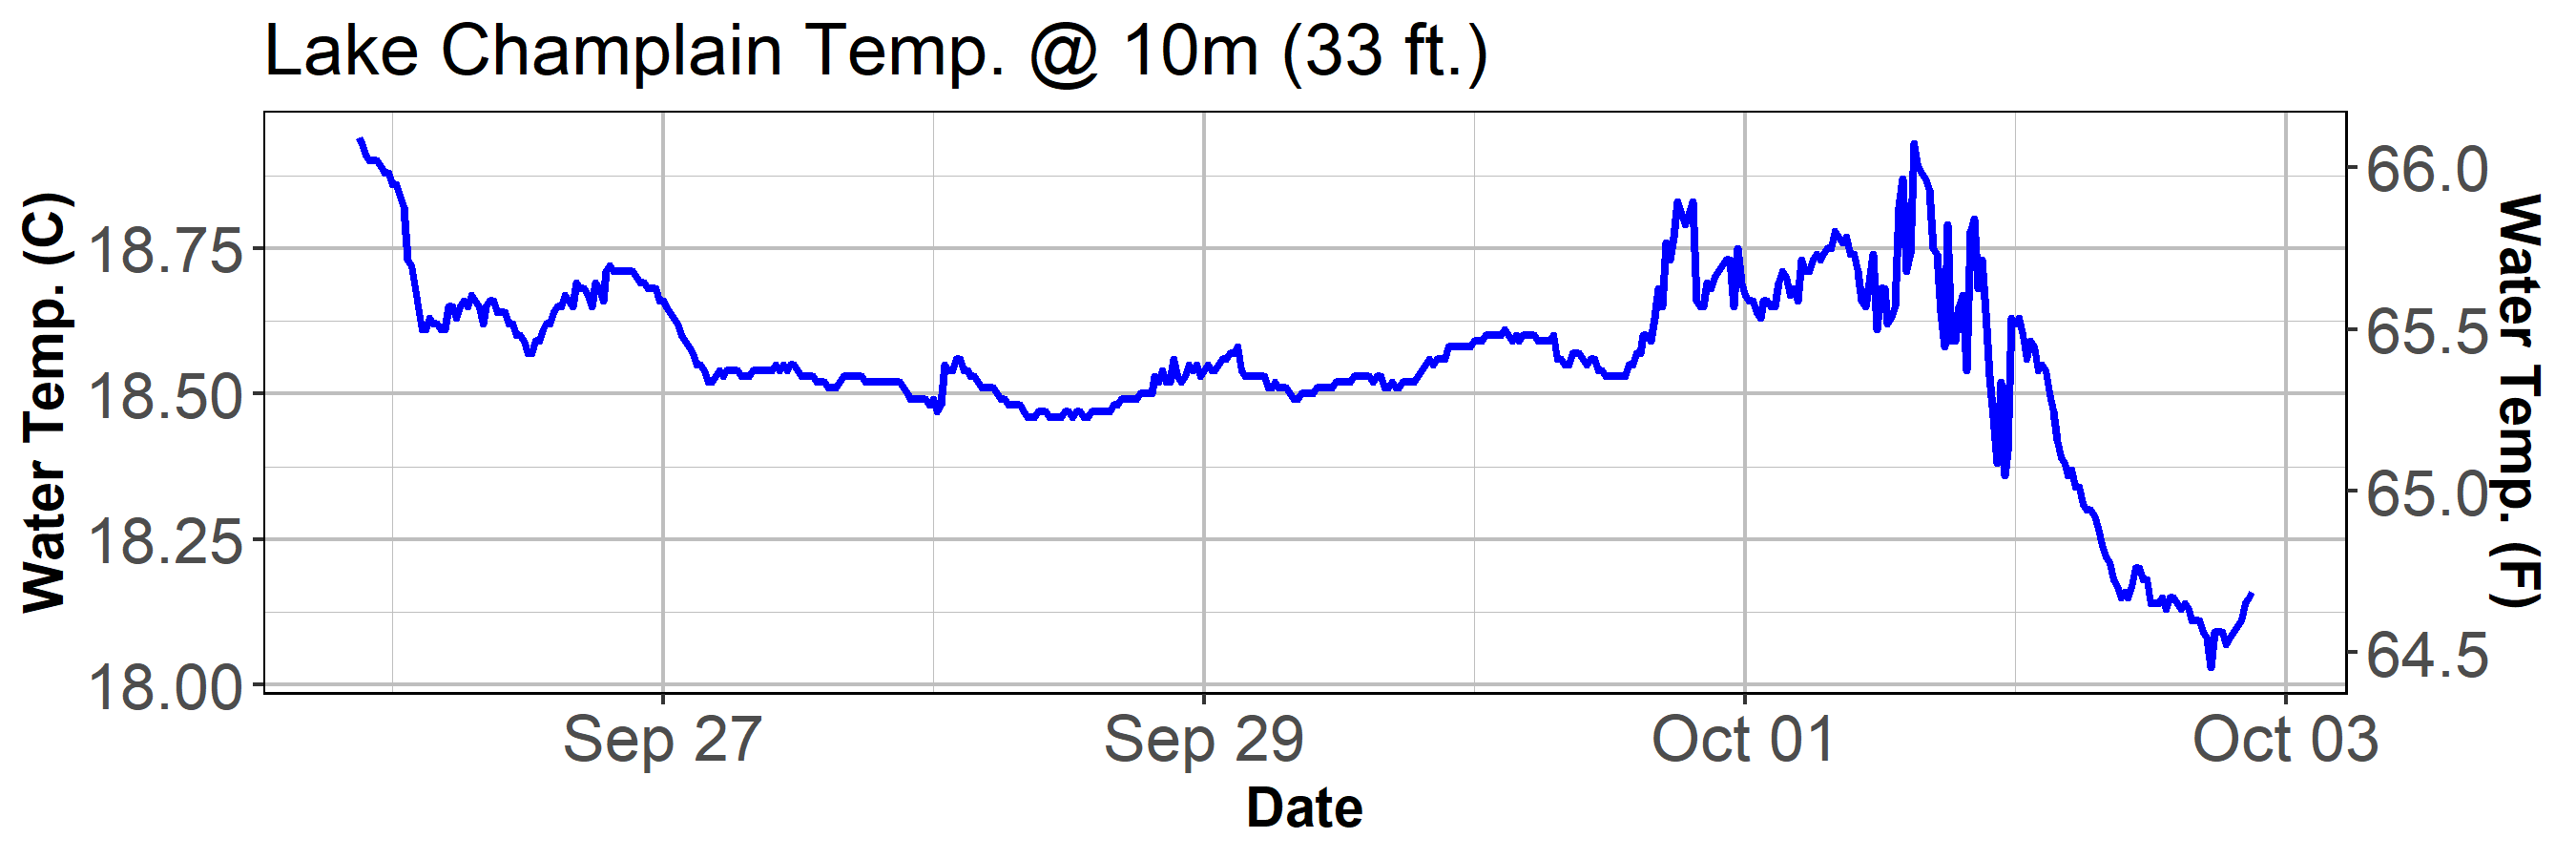 Lake Champlain Temp. @ 10m (33 ft.)
Water Temp. (C)
18.75
18.50
18.25
18.00
66.0
65.5
65.0
64.5
Water Temp. (F)
Sep 27
Sep 29
Oct 01
Oct 03
Date